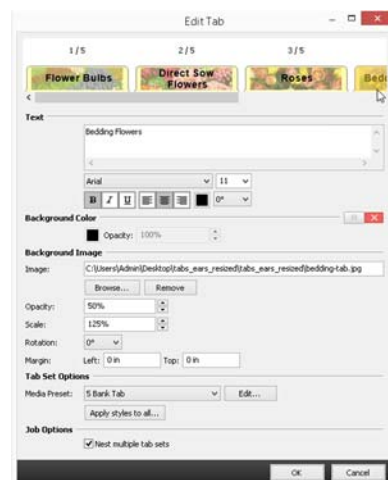 Edit Tab
1/5 2/5 3/5
Flower Bulbs Direct Sow Flowers Roses Bedd
Text
Bedding Flowers
Arial 11
B I U 0°
Background Color
Opacity: 100%
Background Image
Image: C:\Users\Admin\Desktop\tabs_ears_resized\tabs_ears_resized\bedding-tab.jpg
Browse... Remove
Opacity: 50%
Scale: 125%
Rotation: 0°
Margin: Left: 0 in Top: 0 in
Tab Set Options
Media Preset: 5 Bank Tab Edit...
Apply styles to all...
Job Options
Nest multiple tab sets
OK Cancel